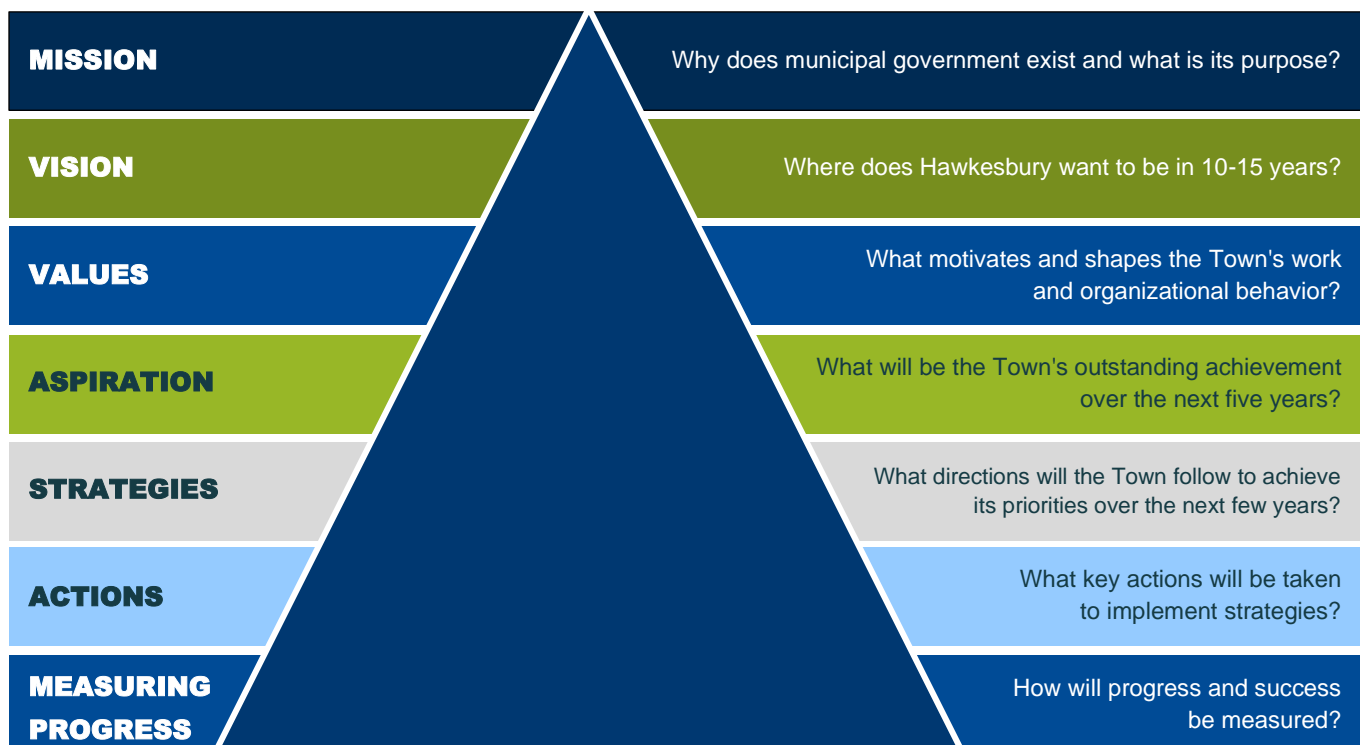 MISSION
Why does municipal government exist and what is its purpose?
VISION
Where does Hawkesbury want to be in 10-15 years?
VALUES
What motivates and shapes the Town's work
and organizational behavior?
ASPIRATION
What will be the Town's outstanding achievement
over the next five years?
STRATEGIES
What directions will the Town follow to achieve
its priorities over the next few years?
ACTIONS
What key actions will be taken
to implement strategies?
MEASURING
PROGRESS
How will progress and success
be measured?